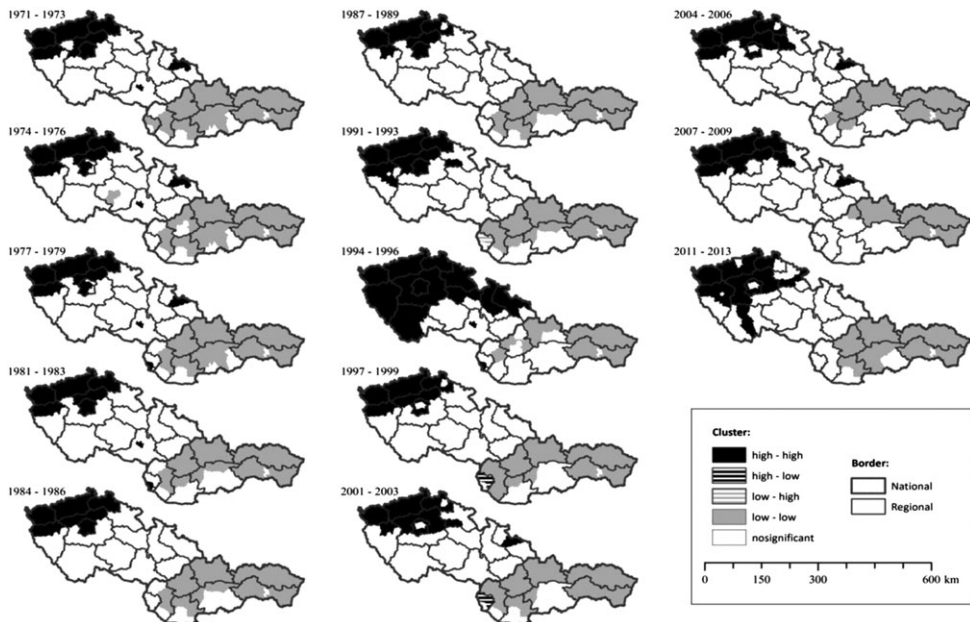 1971 - 1973
1974 - 1976
1977 - 1979
1981 - 1983
1984 - 1986
1987 - 1989
1991 - 1993
1994 - 1996
1997 - 1999
2001 - 2003
2004 - 2006
2007 - 2009
2011 - 2013
Cluster:
high - high
high - low
low - high
low - low
nosignificant
Border:
National
Regional
0 150 300 600 km